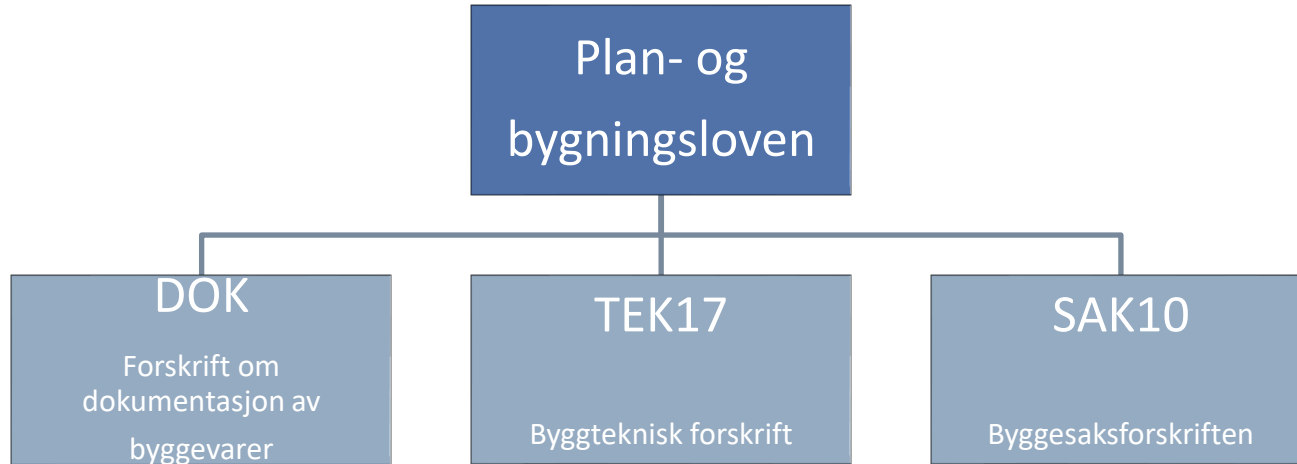 Plan- og
bygningsloven
DOK
Forskrift om
dokumentasjon av
byggevarer
TEK17
Byggteknisk forskrift
SAK10
Byggesaksforskriften